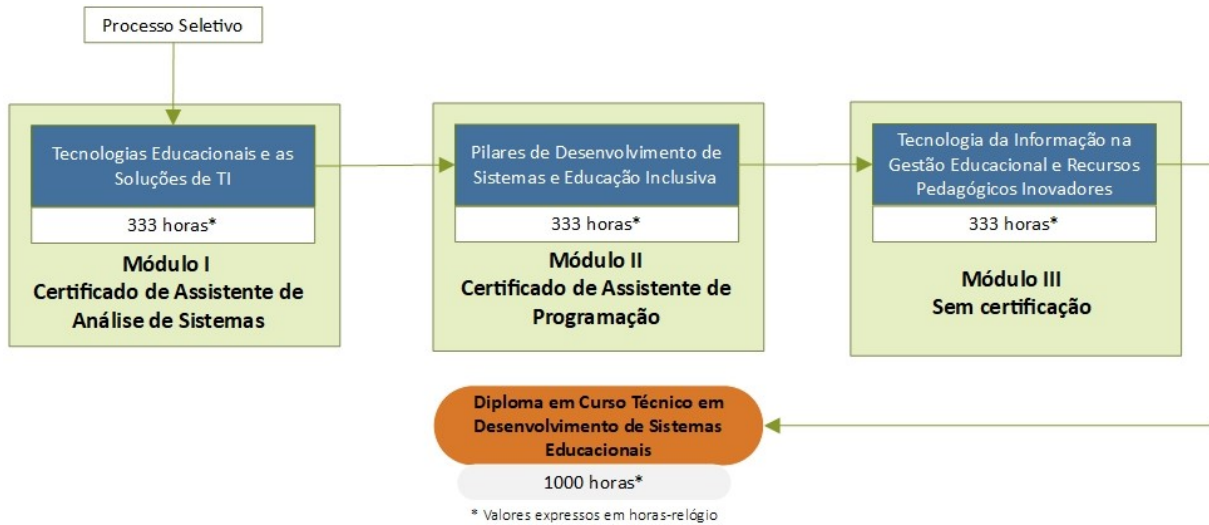 Processo Seletivo
Tecnologias Educacionais e as
Soluções de TI
333 horas*
Módulo I
Certificado de Assistente de
Análise de Sistemas
Pilares de Desenvolvimento de
Sistemas e Educação Inclusiva
333 horas*
Módulo II
Certificado de Assistente de
Programação
Tecnologia da Informação na
Gestão Educacional e Recursos
Pedagógicos Inovadores
333 horas*
Módulo III
Sem certificação
Diploma em Curso Técnico em
Desenvolvimento de Sistemas
Educacionais
1000 horas*
* Valores expressos em horas-relógio